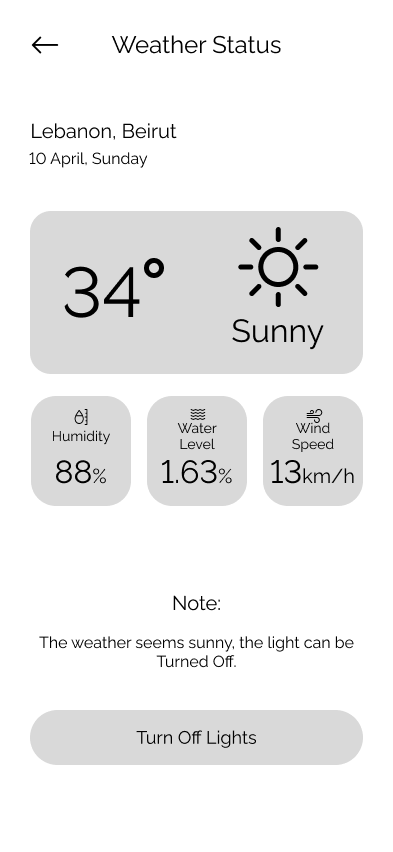 Weather Status
Lebanon, Beirut
10 April, Sunday
34°
Sunny
Humidity
88%
Water
Level
1.63%
Wind
Speed
13km/h
Note:
The weather seems sunny, the light can be
Turned Off.
Turn Off Lights